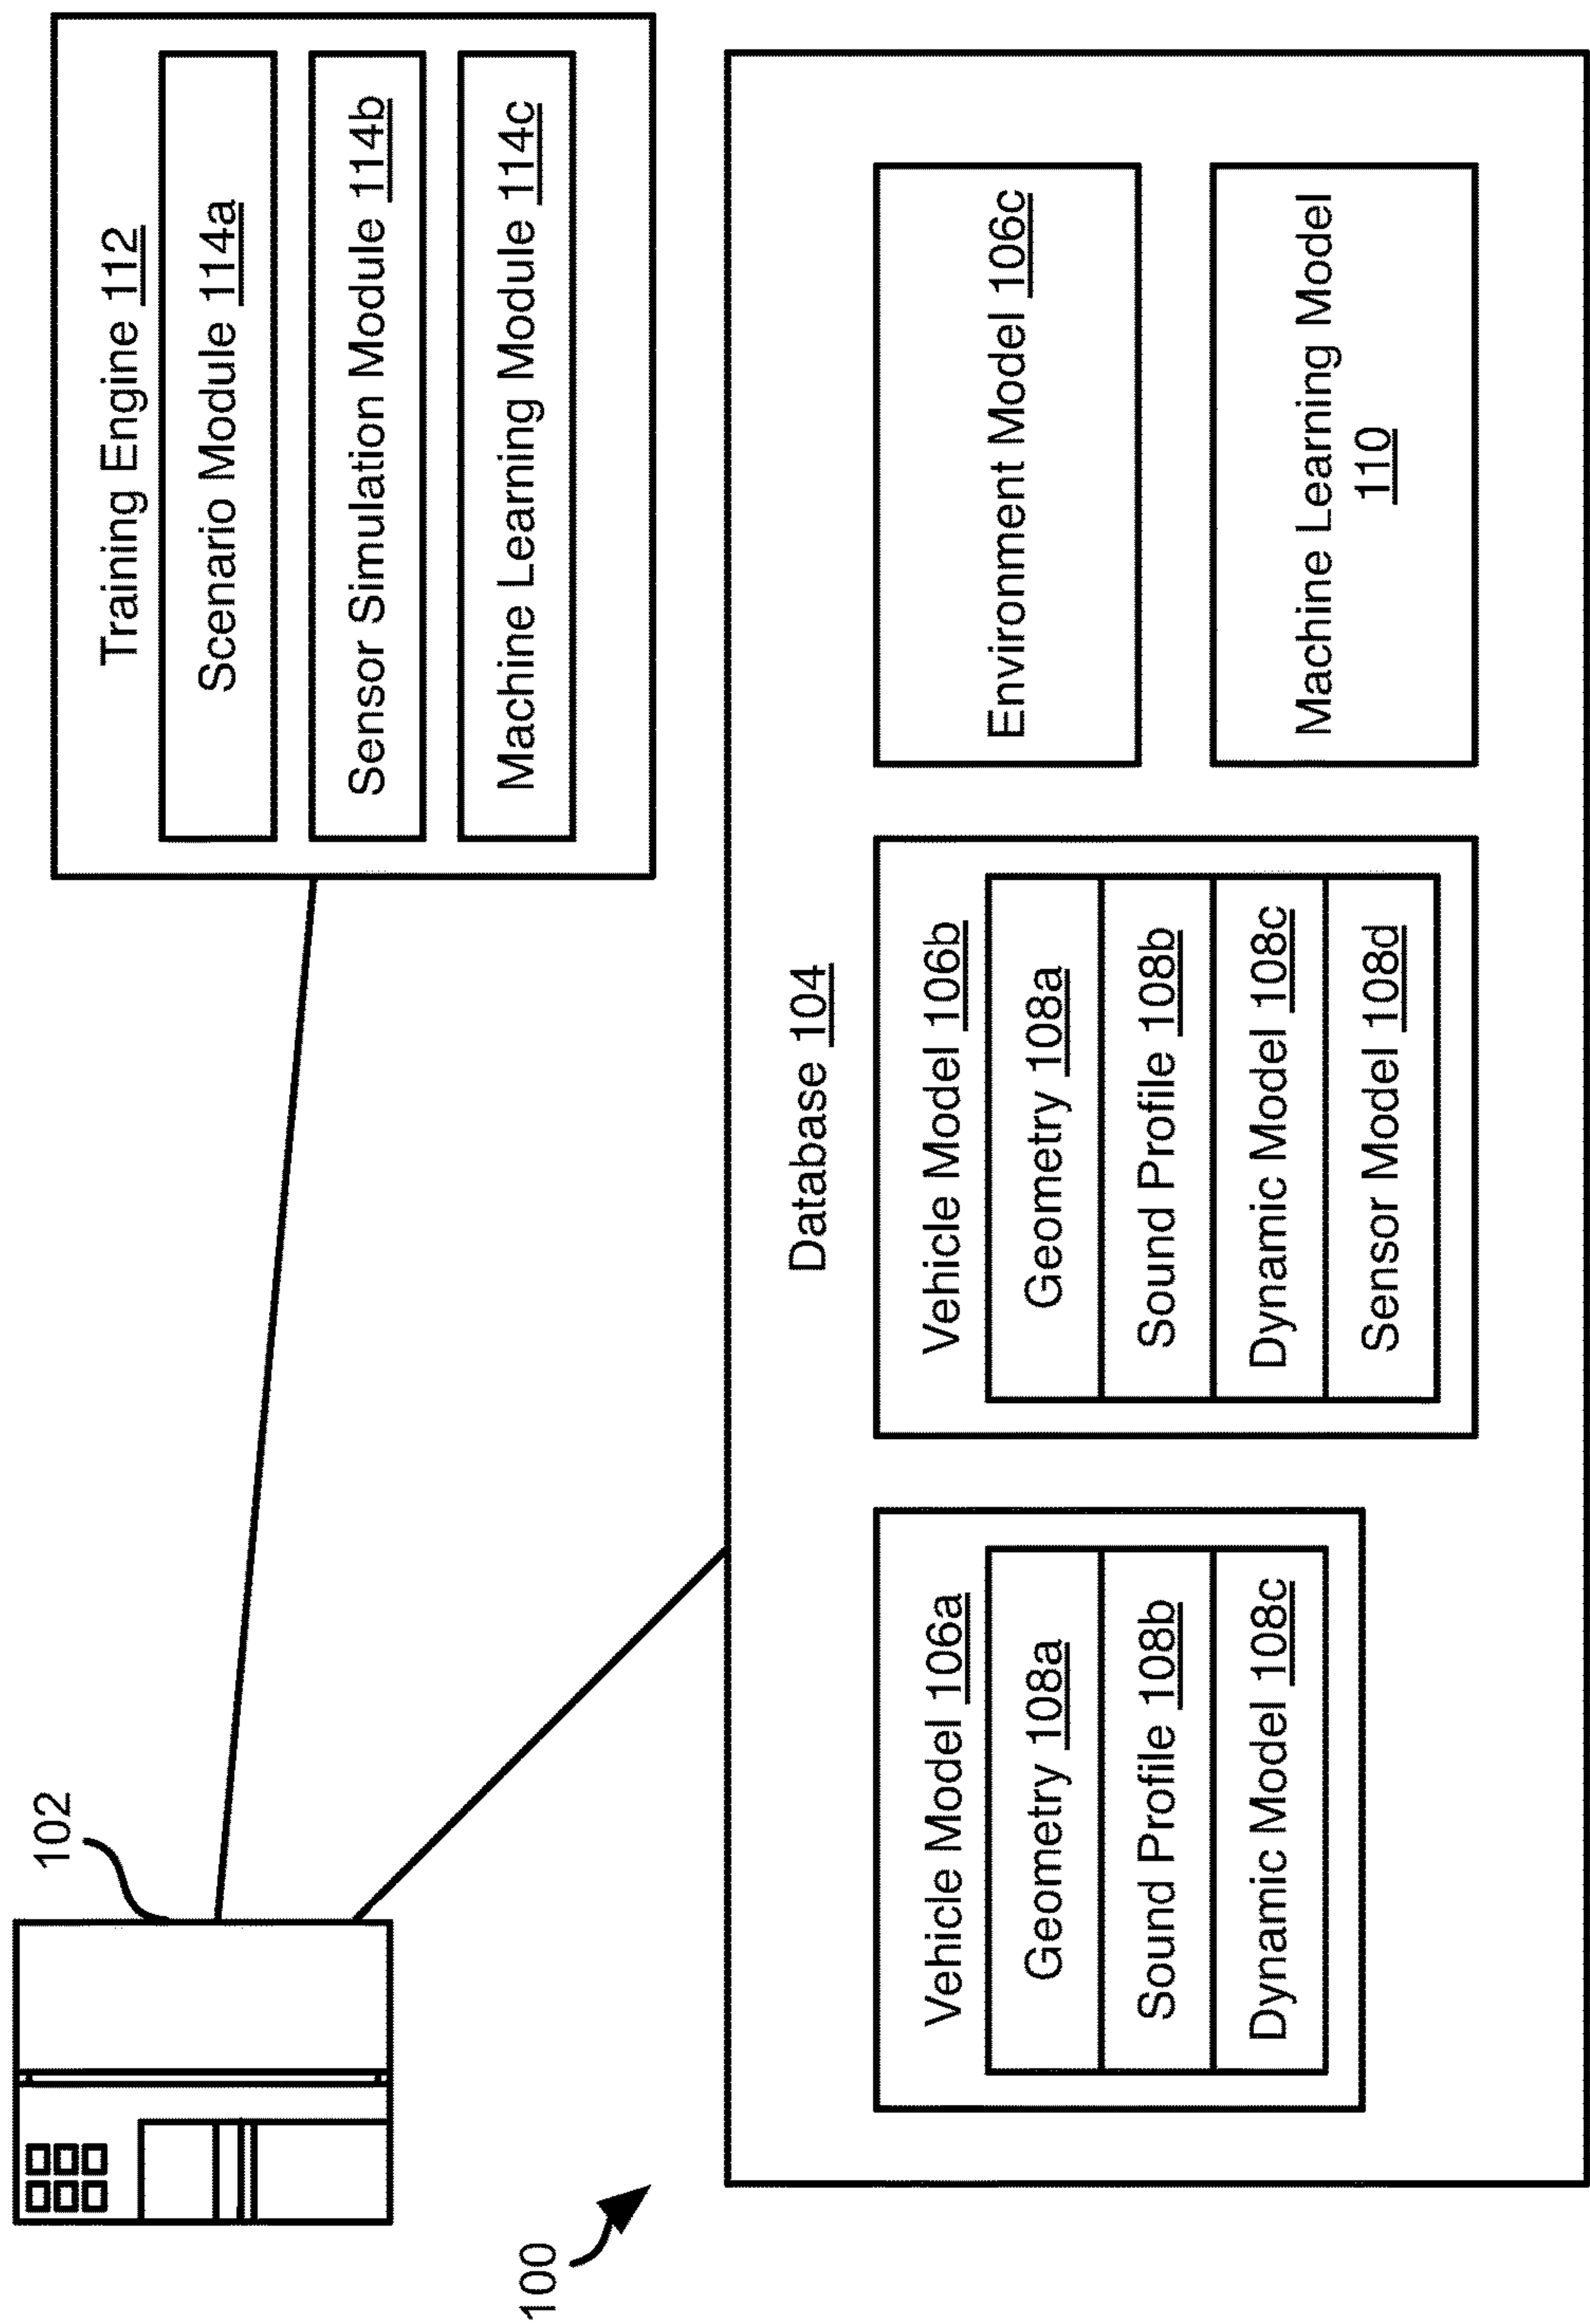 102
100
Training Engine 112
Scenario Module 114a
Sensor Simulation Module 114b
Machine Learning Module 114c
Database 104
Vehicle Model 106a
Geometry 108a
Sound Profile 108b
Dynamic Model 108c
Vehicle Model 106b
Geometry 108a
Sound Profile 108b
Dynamic Model 108c
Sensor Model 108d
Environment Model 106c
Machine Learning Model
110